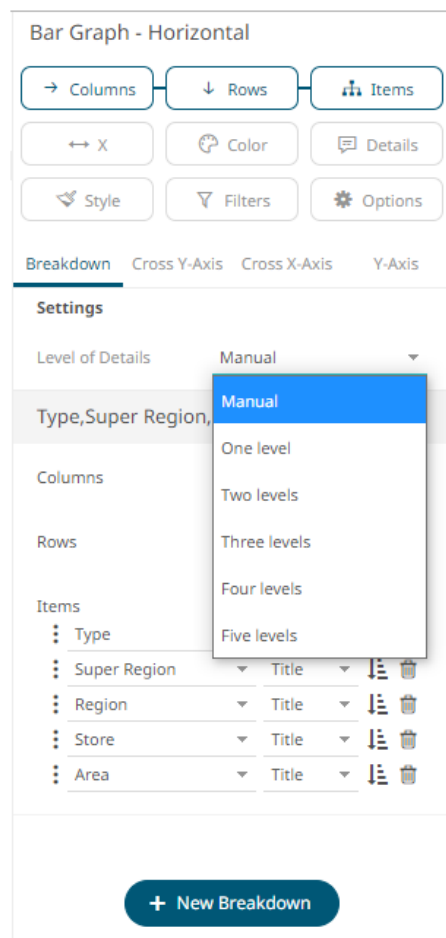 Bar Graph - Horizontal
Columns Rows Items
X Color Details
Style Filters Options
Breakdown Cross Y-Axis Cross X-Axis Y-Axis
Settings
Level of Details Manual
Manual
Type,Super Region,
One level
Columns
Two levels
Rows
Three levels
Four levels
Items
Type
Five levels
Super Region Title
Region Title
Store Title
Area Title
+ New Breakdown